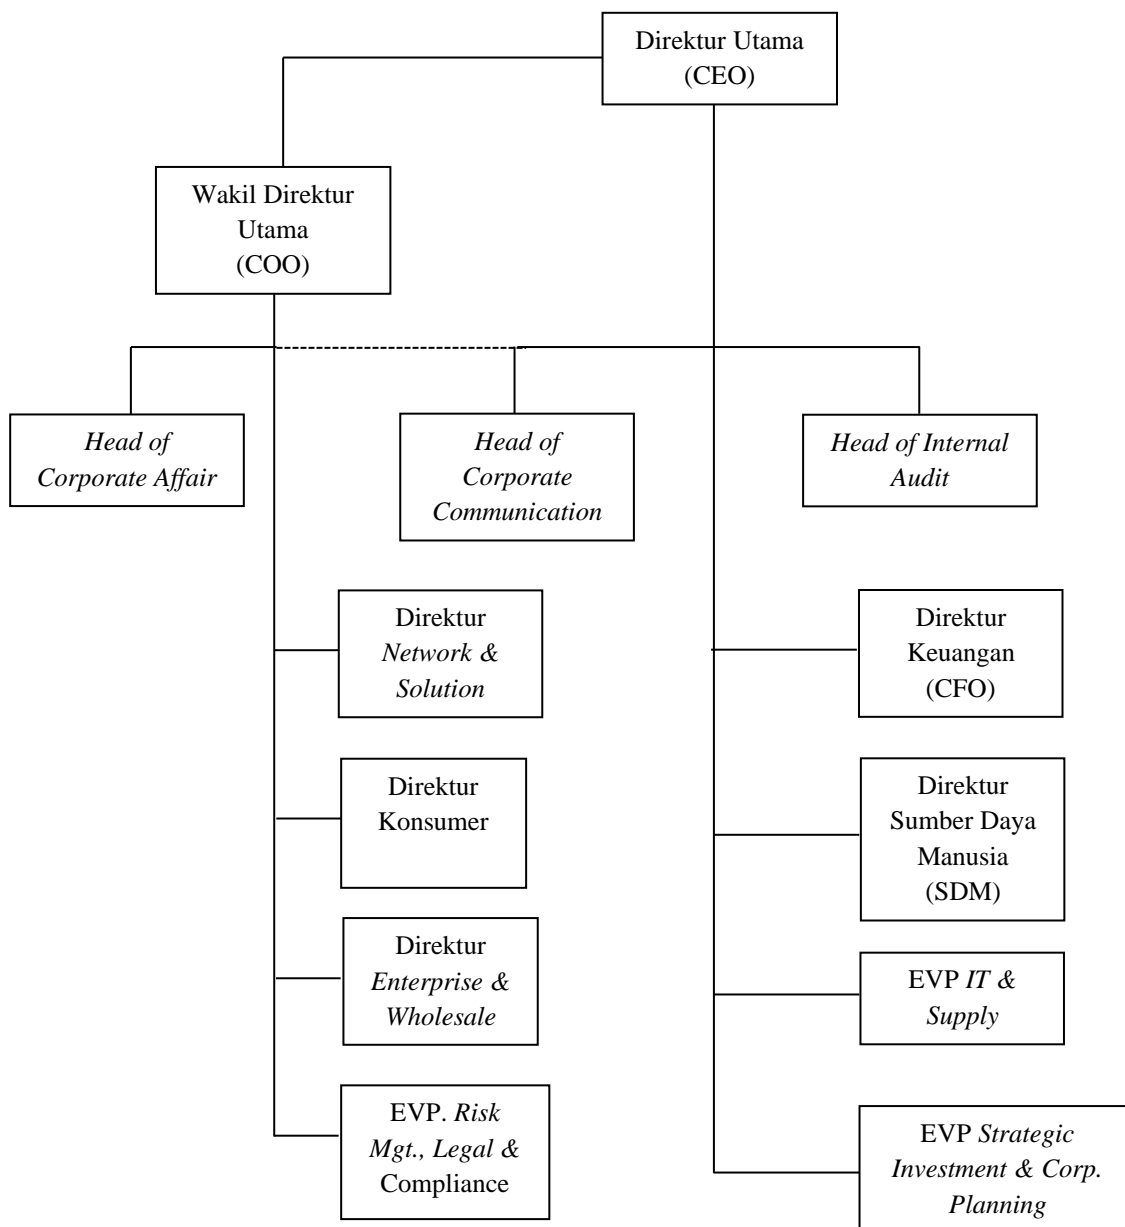 Direktur Utama
(CEO)
Wakil Direktur
Utama
(COO)
Head of
Corporate Affair
Head of
Corporate
Communication
Head of Internal
Audit
Direktur
Network &
Solution
Direktur
Keuangan
(CFO)
Direktur
Konsumer
Direktur
Sumber Daya
Manusia
(SDM)
Direktur
Enterprise &
Wholesale
EVP IT &
Supply
EVP. Risk
Mgt., Legal &
Compliance
EVP Strategic
Investment & Corp.
Planning